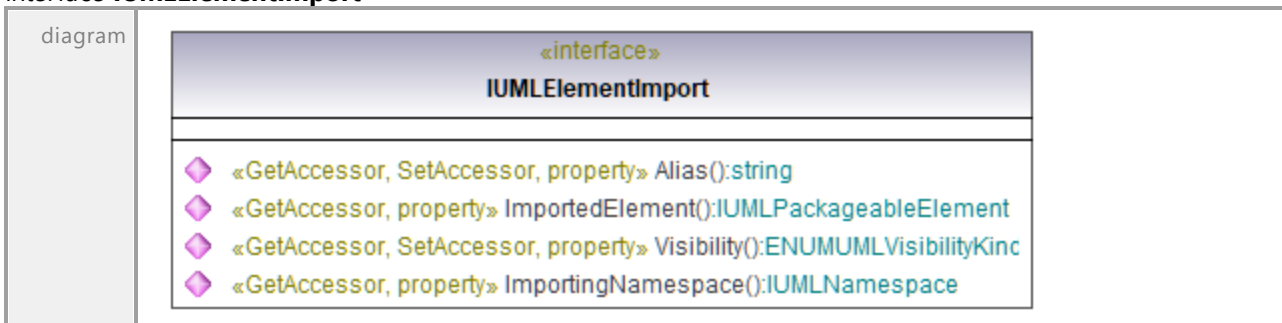 diagram
«interface»
IUMLElementImport
«GetAccessor, SetAccessor, property» Alias():string
«GetAccessor, property» ImportedElement():IUMLPackageableElement
«GetAccessor, SetAccessor, property» Visibility():ENUMUMLVisibilityKind
«GetAccessor, property» ImportingNamespace():IUMLNamespace